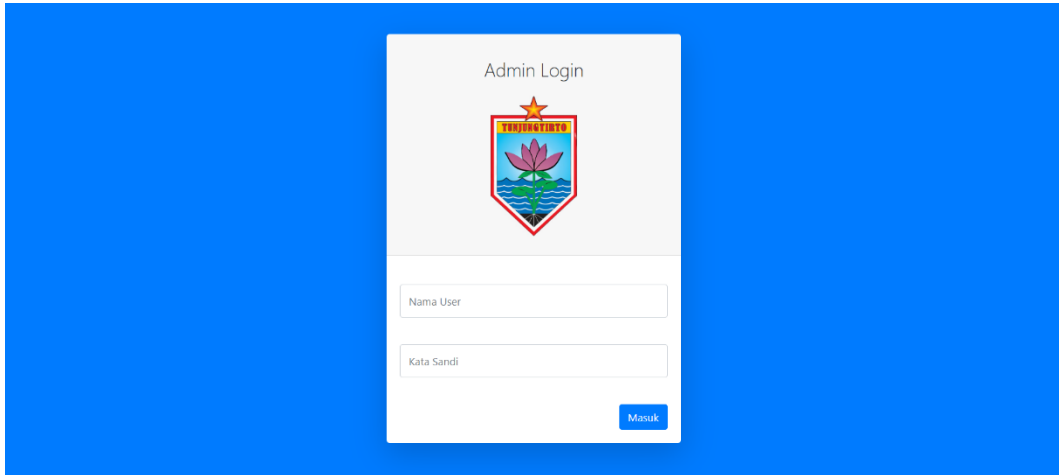 Admin Login
TUNJUNGTIRTO
Nama User
Kata Sandi
Masuk